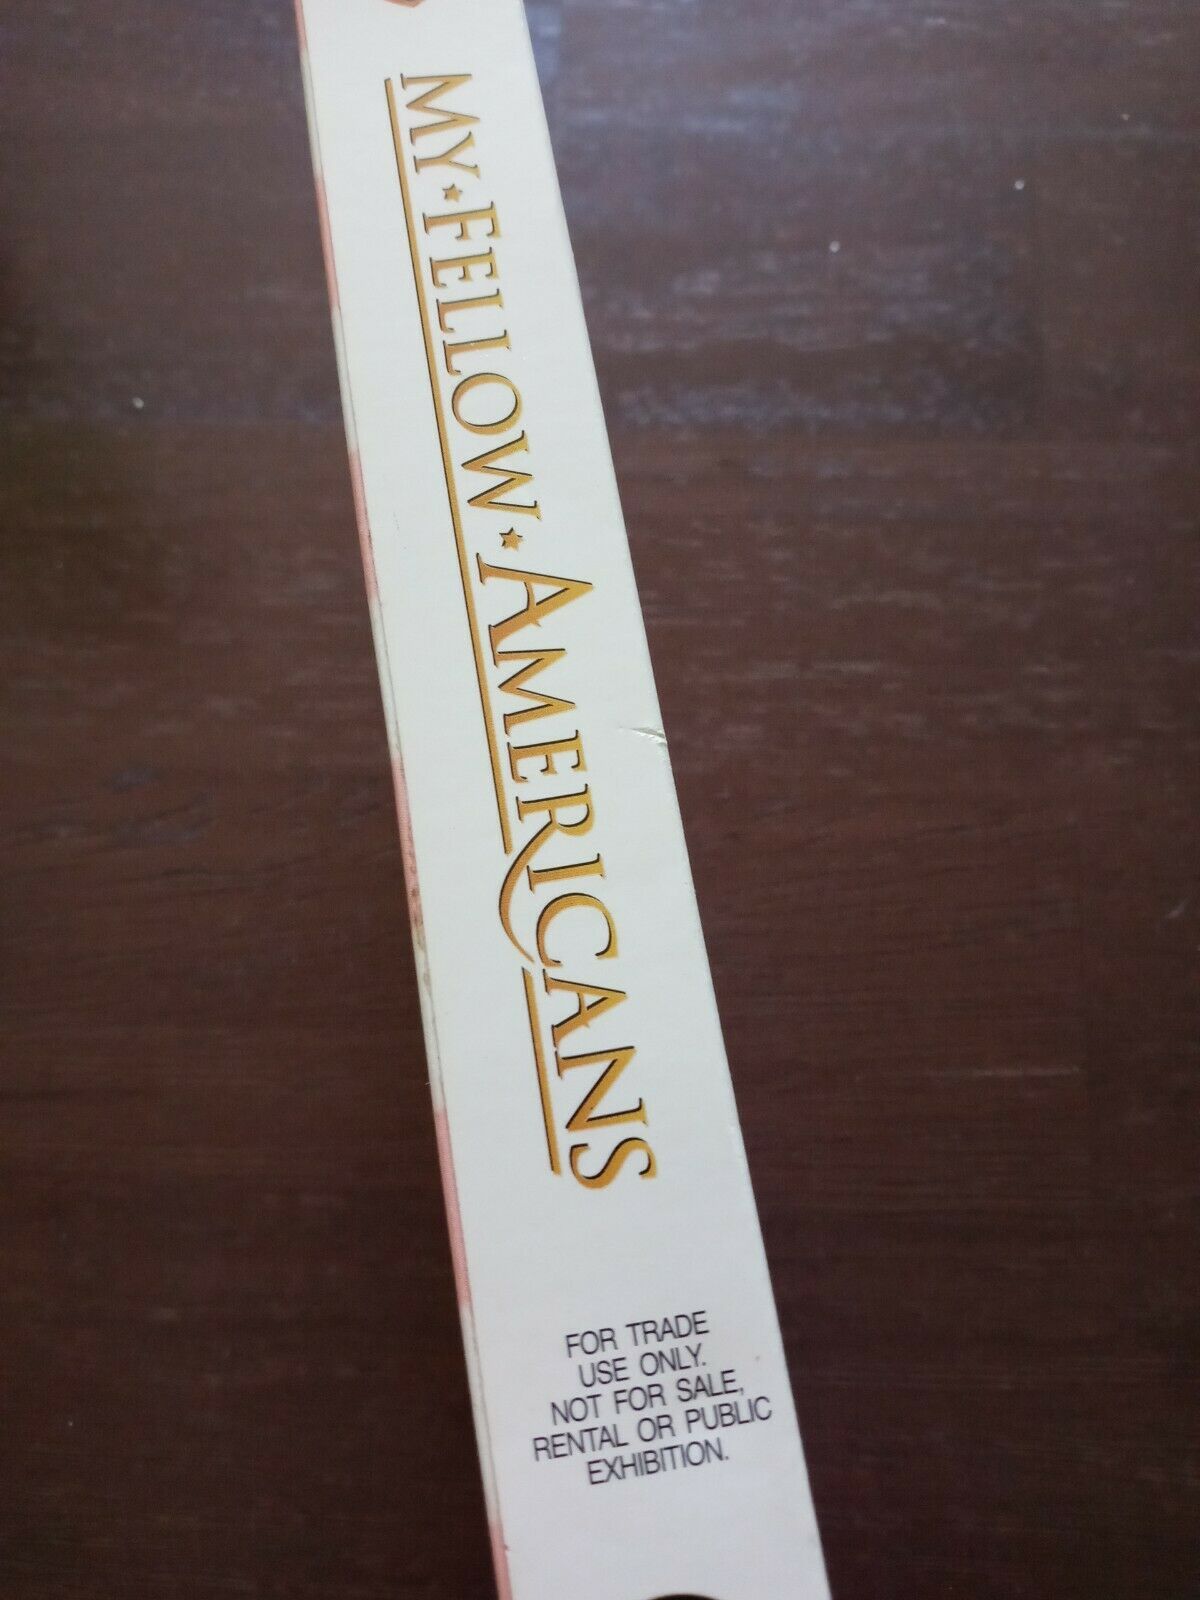 MY★FELLOW★AMERICANS
FOR TRADE
USE ONLY.
NOT FOR SALE,
RENTAL OR PUBLIC
EXHIBITION.